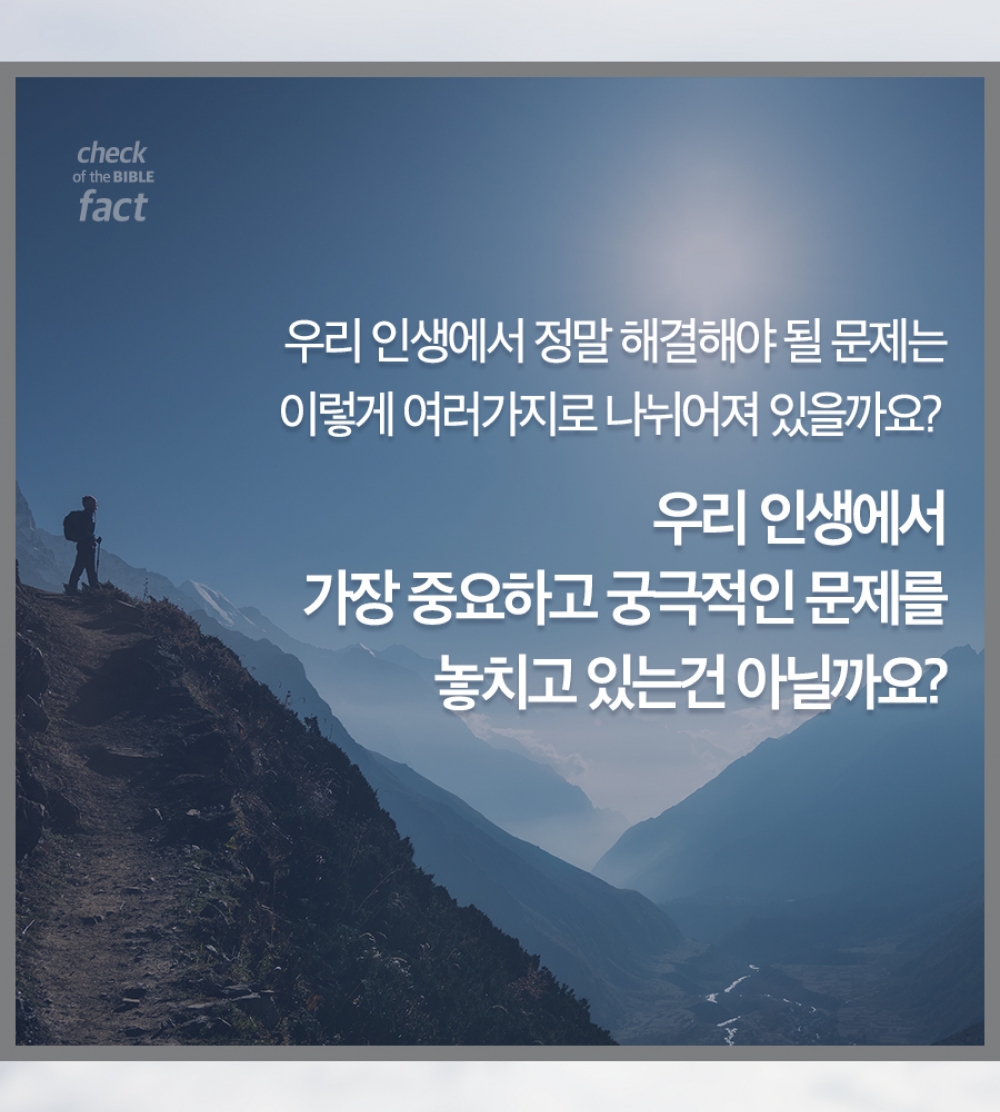 check
of the BIBLE
fact
우리 인생에서 정말 해결해야 될 문제는
이렇게 여러가지로 나뉘어져 있을까요?
우리 인생에서
가장 중요하고 궁극적인 문제를
놓치고 있는건 아닐까요?